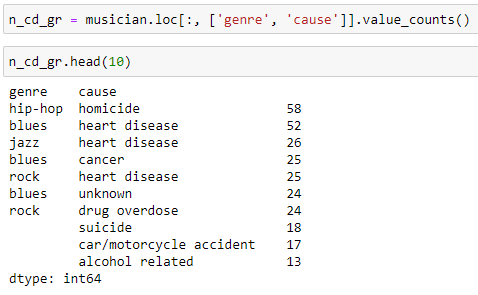 n_cd_gr = musician.loc[:, ['genre', 'cause']].value_counts()
n_cd_gr.head(10)
genre    cause
hip-hop  homicide                  58
blues    heart disease             52
jazz     heart disease             26
blues    cancer                    25
rock     heart disease             25
blues    unknown                   24
rock     drug overdose             24
         suicide                   18
         car/motorcycle accident    17
         alcohol related           13
dtype: int64